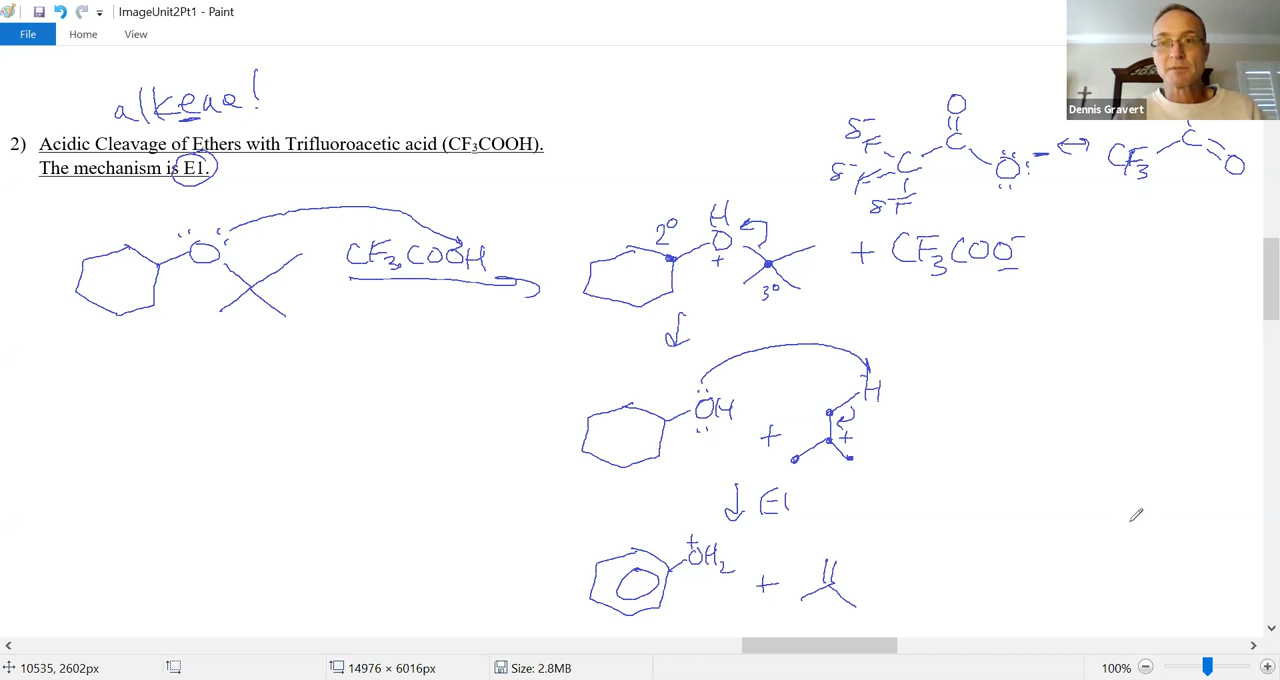 ImageUnit2Pt1 - Paint
File Home View
Dennis Gravert
alkene!
2) Acidic Cleavage of Ethers with Trifluroacetic acid (CF₃COOH).
The mechanism is E1.
O
C
δ⁻ F
δ⁻ F C O⁻ ↔ CF₃ C O
δ⁻ F
O CF₃COOH
2° H O + 3° + CF₃COO⁻
OH + H +
↓ E1
+ OH₂ +
10535, 2602px 14976 × 6016px Size: 2.8MB 100%